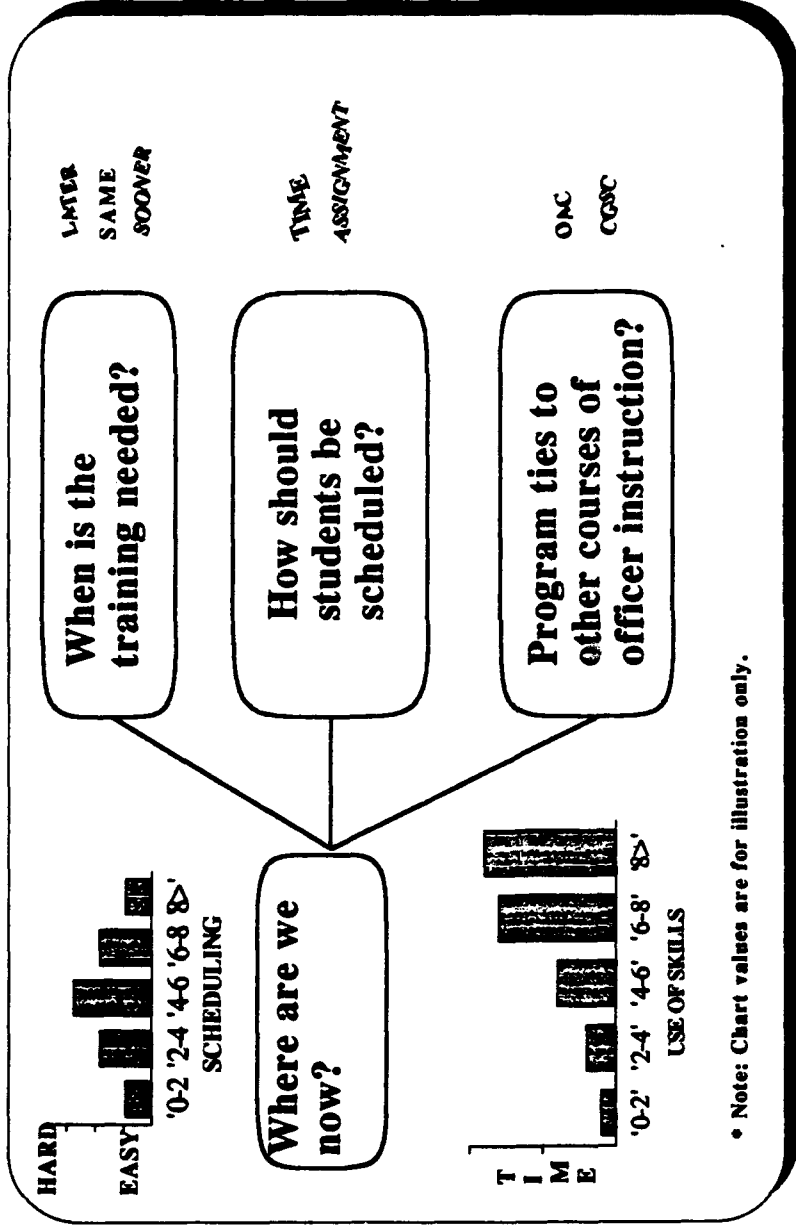 HARD
EASY
'0-2 '2-4 '4-6 '6-8 '8>'
SCHEDULING
Where are we
now?
T
I
M
E
'0-2' '2-4' '4-6' '6-8' '8>'
USE OF SKILLS
When is the
training needed?
LATER
SAME
SOONER
How should
students be
scheduled?
TIME
ASSIGNMENT
Program ties to
other courses of
officer instruction?
OAC
CGSC
* Note: Chart values are for illustration only.